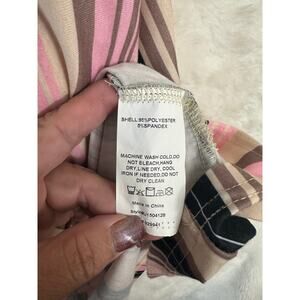 SHELL:95%POLYESTER
5%SPANDEX
MACHINE WASH COLD,DO
NOT BLEACH,HANG
DRY,LINE DRY, COOL
IRON IF NEEDED,DO NOT
DRY CLEAN
Made in China
1504128